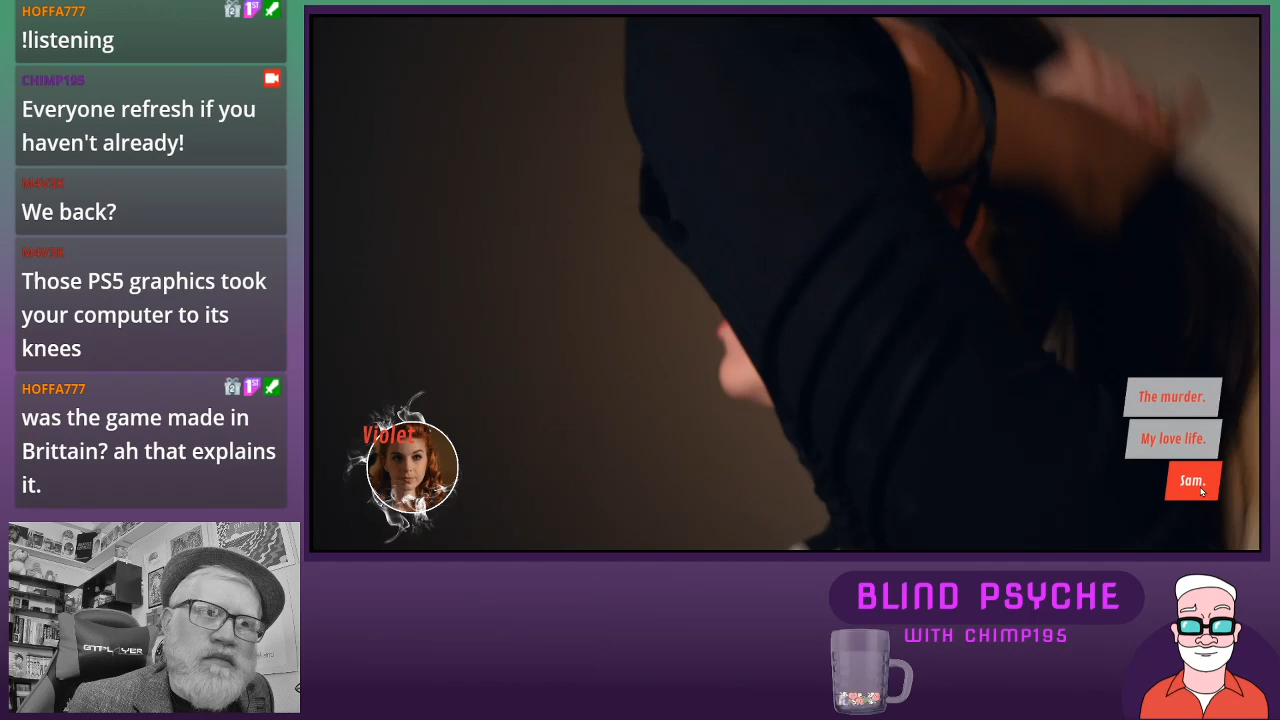 HOFFA777
!listening
CHIMP195
Everyone refresh if you
haven't already!
We back?
Those PS5 graphics took
your computer to its
knees
HOFFA777
was the game made in
Brittain? ah that explains
it.
Violet
The murder.
My love life.
Sam.
GTPLAYER
BLIND PSYCHE
WITH CHIMP195